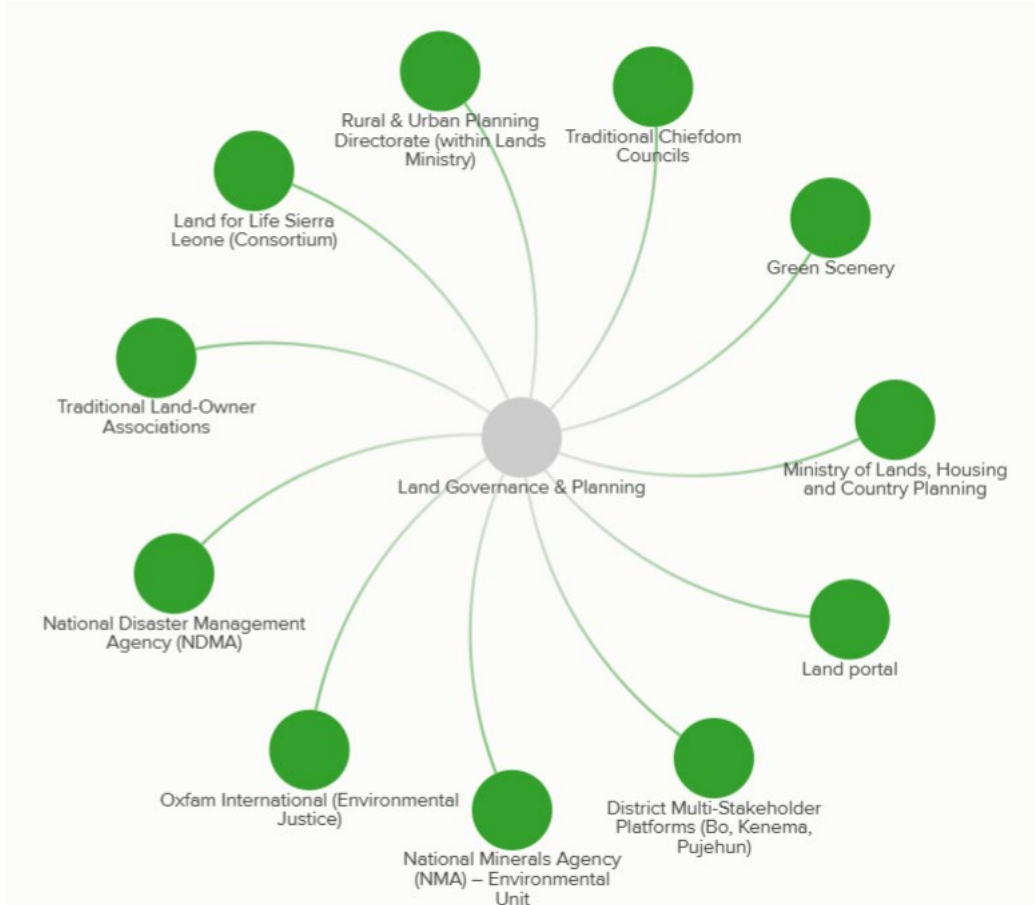 Rural & Urban Planning
Directorate (within Lands
Ministry)
Traditional Chiefdom
Councils
Land for Life Sierra
Leone (Consortium)
Green Scenery
Traditional Land-Owner
Associations
Ministry of Lands, Housing
and Country Planning
Land Governance & Planning
National Disaster Management
Agency (NDMA)
Land portal
Oxfam International (Environmental
Justice)
District Multi-Stakeholder
Platforms (Bo, Kenema,
Pujehun)
National Minerals Agency
(NMA) – Environmental
Unit